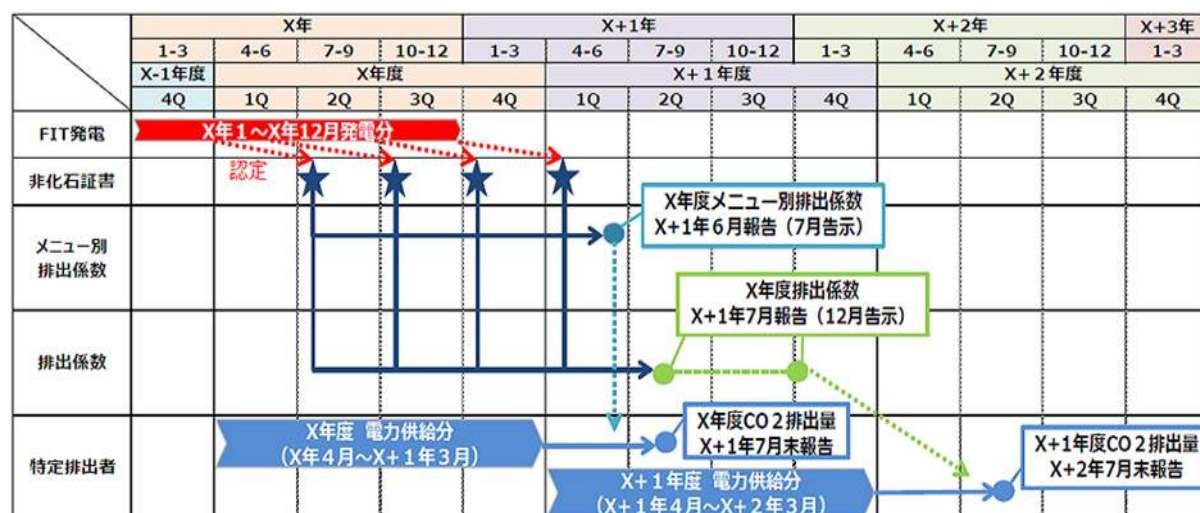 X年
X+1年
X+2年
X+3年
1-3
4-6
7-9
10-12
1-3
4-6
7-9
10-12
1-3
4-6
7-9
10-12
1-3
X-1年度
X年度
X+1年度
X+2年度
4Q
1Q
2Q
3Q
4Q
1Q
2Q
3Q
4Q
1Q
2Q
3Q
4Q
FIT発電
X年1~X年12月発電分
認定
非化石証書
X年度メニュー別排出係数
X+1年6月報告(7月告示)
メニュー別
排出係数
X年度排出係数
X+1年7月報告(12月告示)
排出係数
特定排出者
X年度 電力供給分
(X年4月~X+1年3月)
X年度CO2排出量
X+1年7月末報告
X+1年度 電力供給分
(X+1年4月~X+2年3月)
X+1年度CO2排出量
X+2年7月末報告